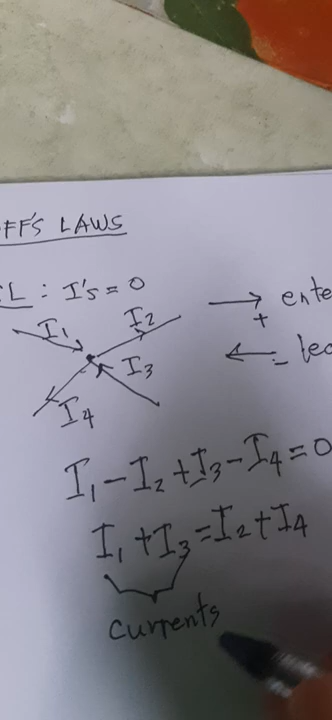 FF'S LAWS
L : I's = 0
I₁ I₂
→ ente
+
I₃
← lea
-
I₄
I₁ - I₂ + I₃ - I₄ = 0
I₁ + I₃ = I₂ + I₄
currents